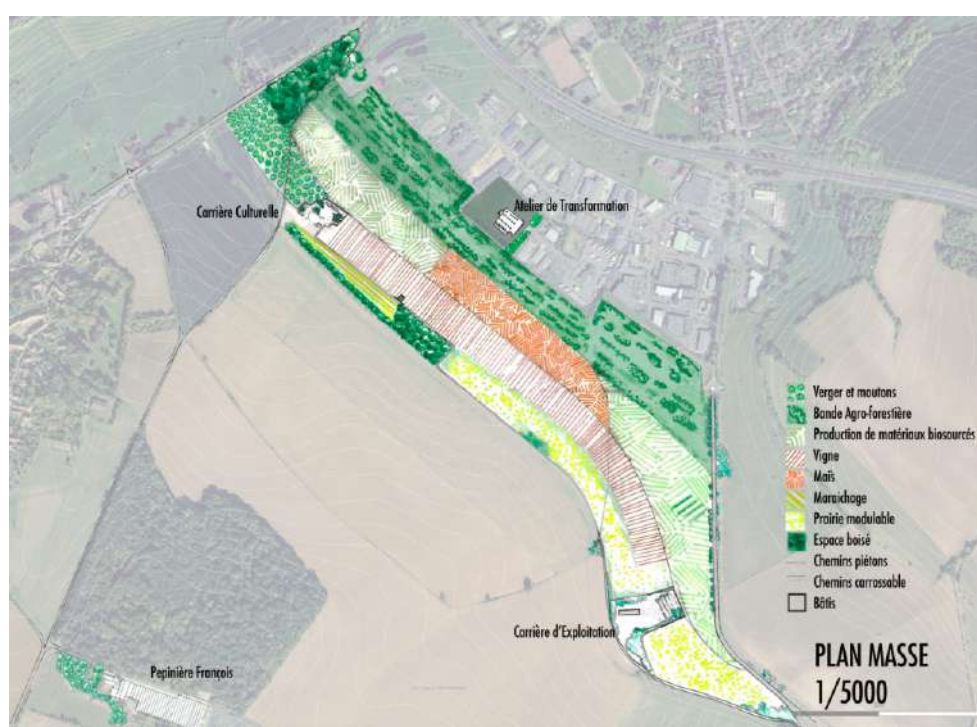 Carrière Culturelle
Atelier de Transformation
Verger et moutons
Bande Agro-forestière
Production de matériaux biosourcés
Vigne
Maïs
Maraichage
Prairie modulable
Espace boisé
Chemins piétons
Chemins carrossable
Bâtis
Carrière d'Exploitation
Pepinière François
PLAN MASSE
1/5000